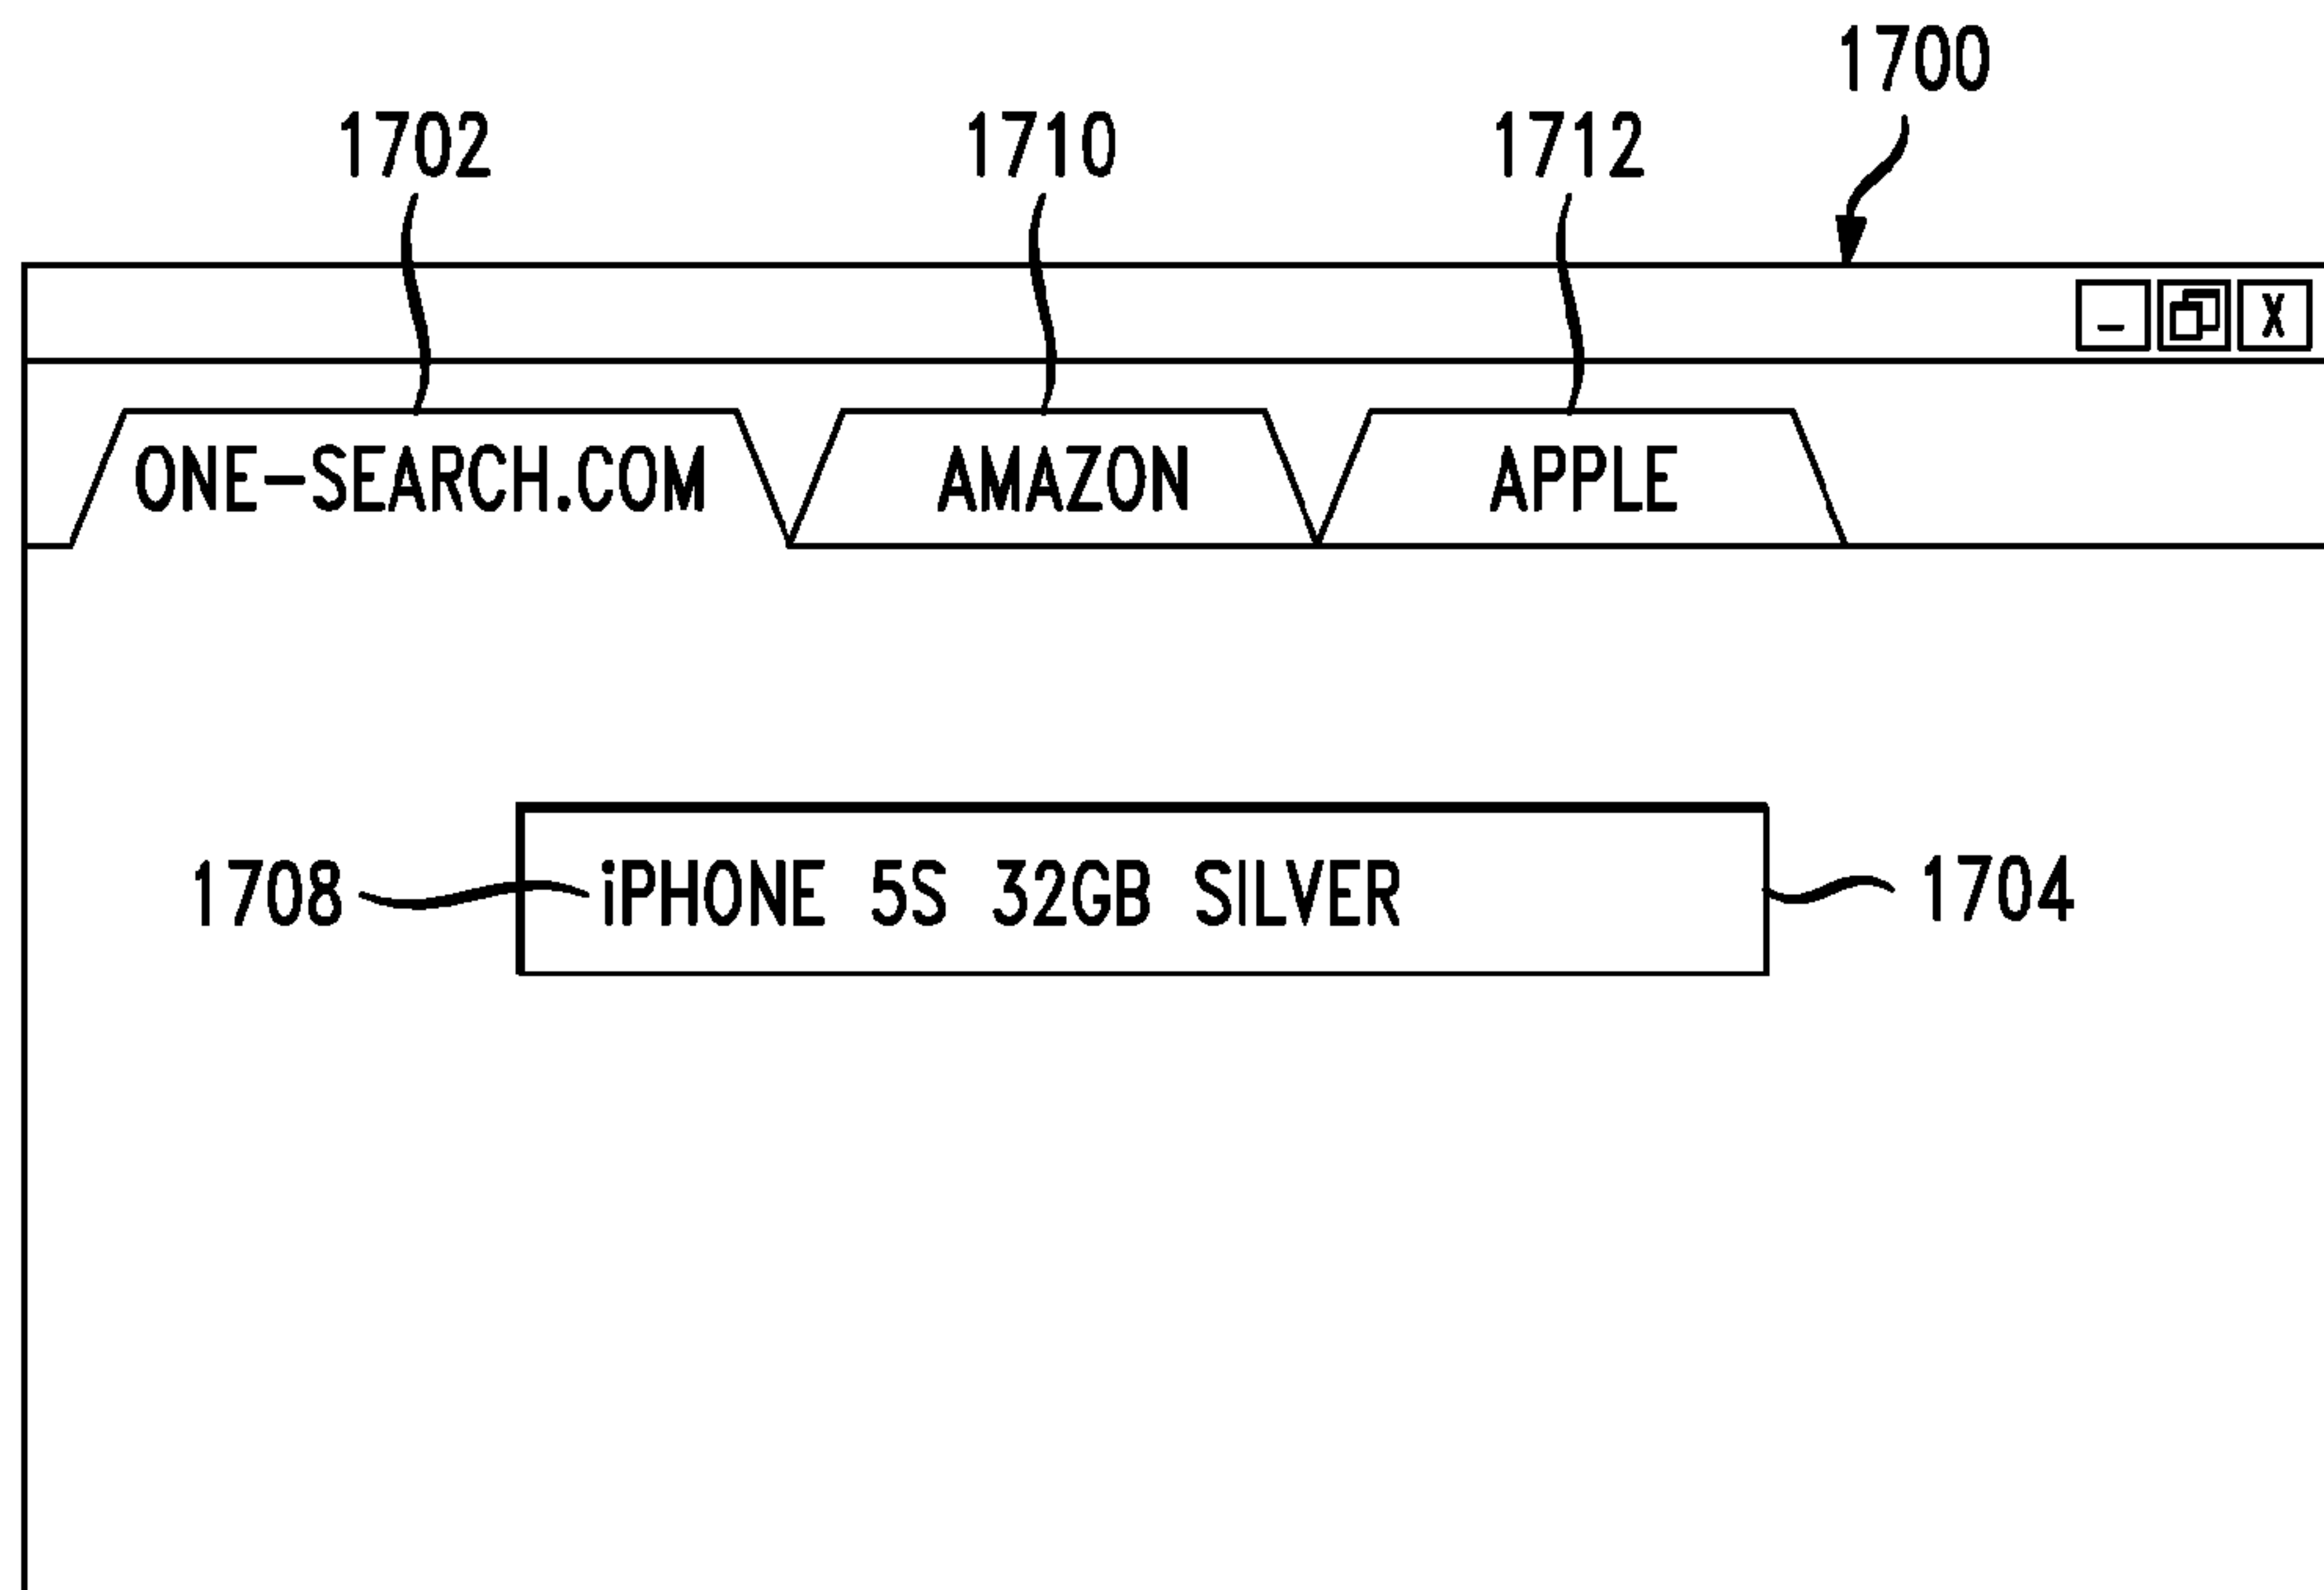 1700
1702 1710 1712
_ X
ONE-SEARCH.COM AMAZON APPLE
1708 iPHONE 5S 32GB SILVER 1704